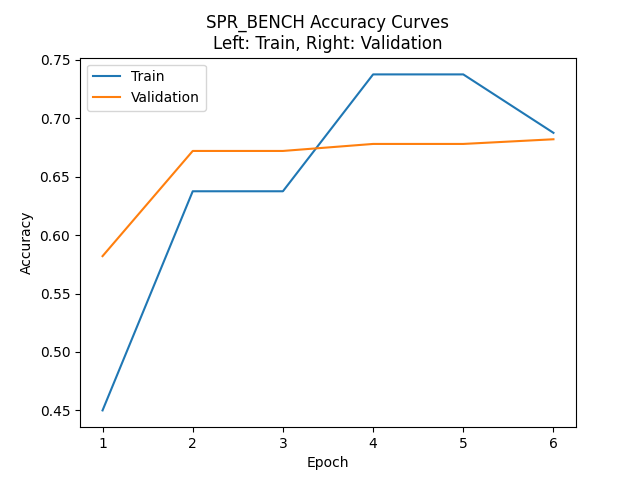 SPR_BENCH Accuracy Curves
Left: Train, Right: Validation
Train
Validation
Accuracy
0.75
0.70
0.65
0.60
0.55
0.50
0.45
1 2 3 4 5 6
Epoch